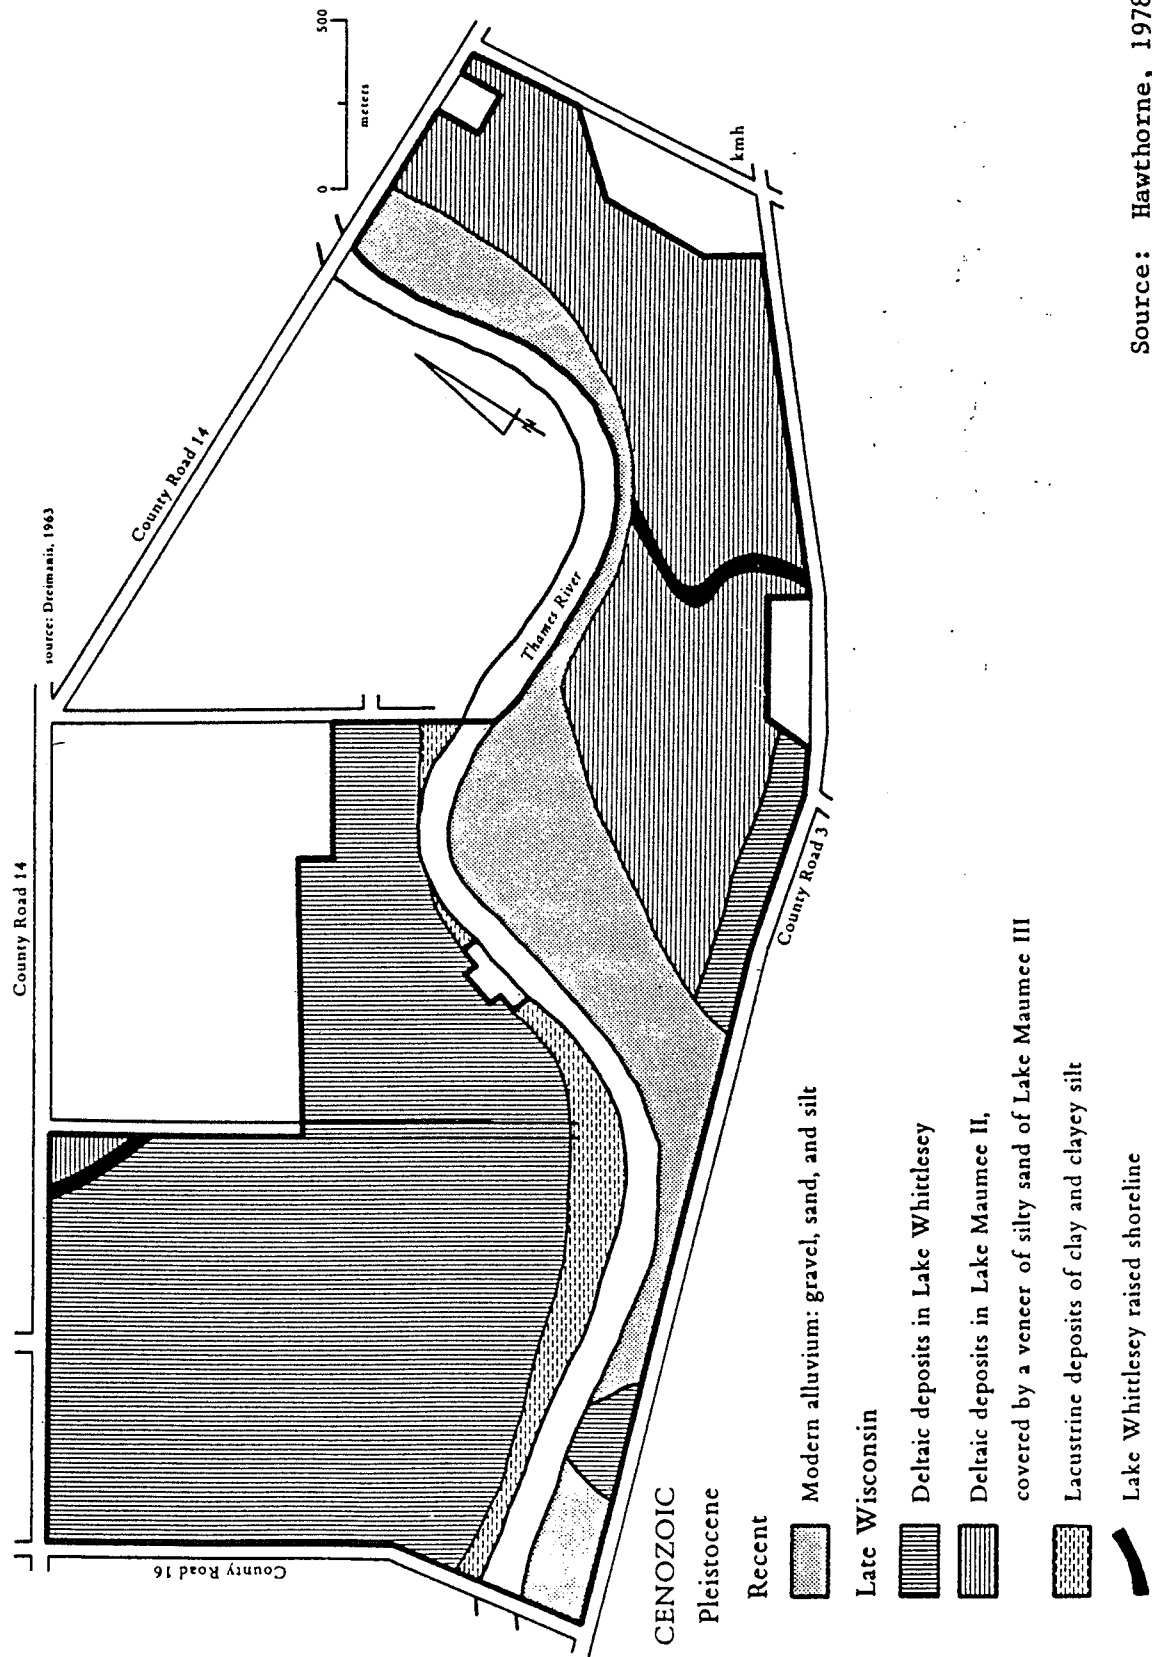 County Road 14
source: Dreimanis, 1963
County Road 14
500
0
meters
kmh
N
Thames River
County Road 16
County Road 3
CENOZOIC
Pleistocene
Recent
Modern alluvium: gravel, sand, and silt
Late Wisconsin
Deltaic deposits in Lake Whittlesey
Deltaic deposits in Lake Maumee II,
covered by a veneer of silty sand of Lake Maumee III
Lacustrine deposits of clay and clayey silt
Lake Whittlesey raised shoreline
Source: Hawthorne, 1978